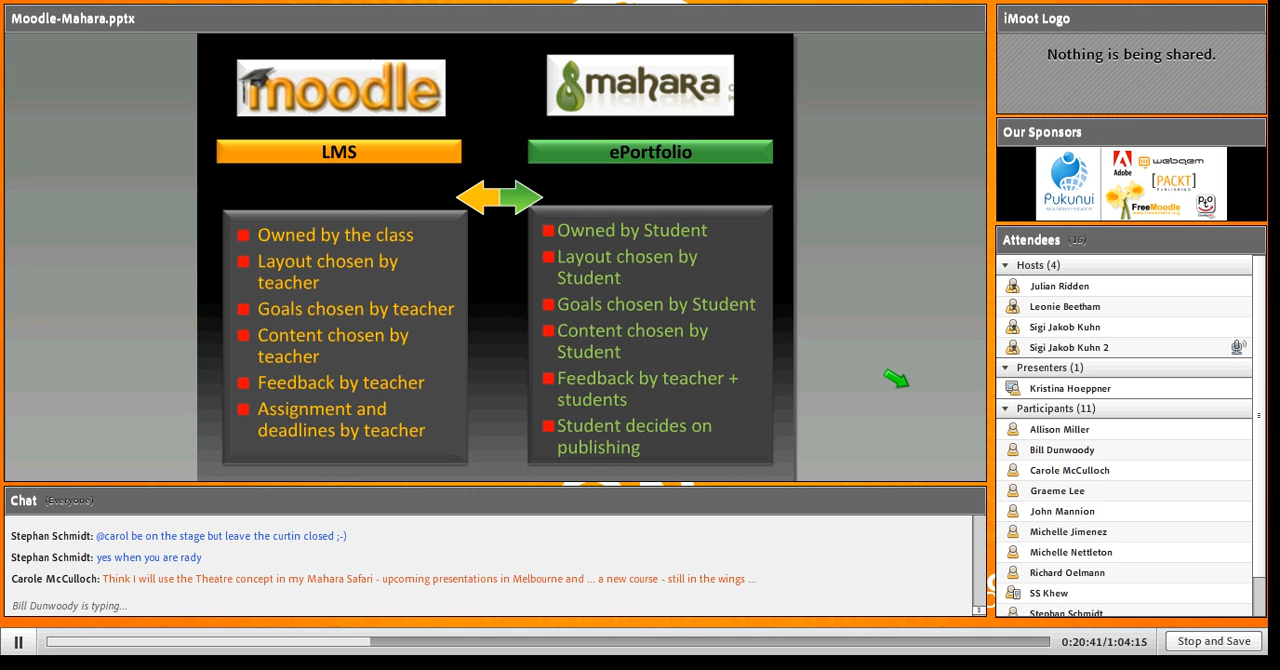 Moodle-Mahara.pptx
moodle
mahara
LMS
ePortfolio
Owned by the class
Layout chosen by
teacher
Goals chosen by teacher
Content chosen by
teacher
Feedback by teacher
Assignment and
deadlines by teacher
Owned by Student
Layout chosen by
Student
Goals chosen by Student
Content chosen by
Student
Feedback by teacher +
students
Student decides on
publishing
Chat (Everyone)
Stephan Schmidt: @carol be on the stage but leave the curtin closed ;-)
Stephan Schmidt: yes when you are rady
Carole McCulloch: Think I will use the Theatre concept in my Mahara Safari - upcoming presentations in Melbourne and ... a new course - still in the wings ...
Bill Dunwoody is typing...
iMoot Logo
Nothing is being shared.
Our Sponsors
Pukunui
Adobe
webgem
[PACKT]
PUBLISHING
FreeMoodle
Attendees (16)
Hosts (4)
Julian Ridden
Leonie Beetham
Sigi Jakob Kuhn
Sigi Jakob Kuhn 2
Presenters (1)
Kristina Hoeppner
Participants (11)
Allison Miller
Bill Dunwoody
Carole McCulloch
Graeme Lee
John Mannion
Michelle Jimenez
Michelle Nettleton
Richard Oelmann
SS Khew
Stephan Schmidt
0:20:41/1:04:15
Stop and Save